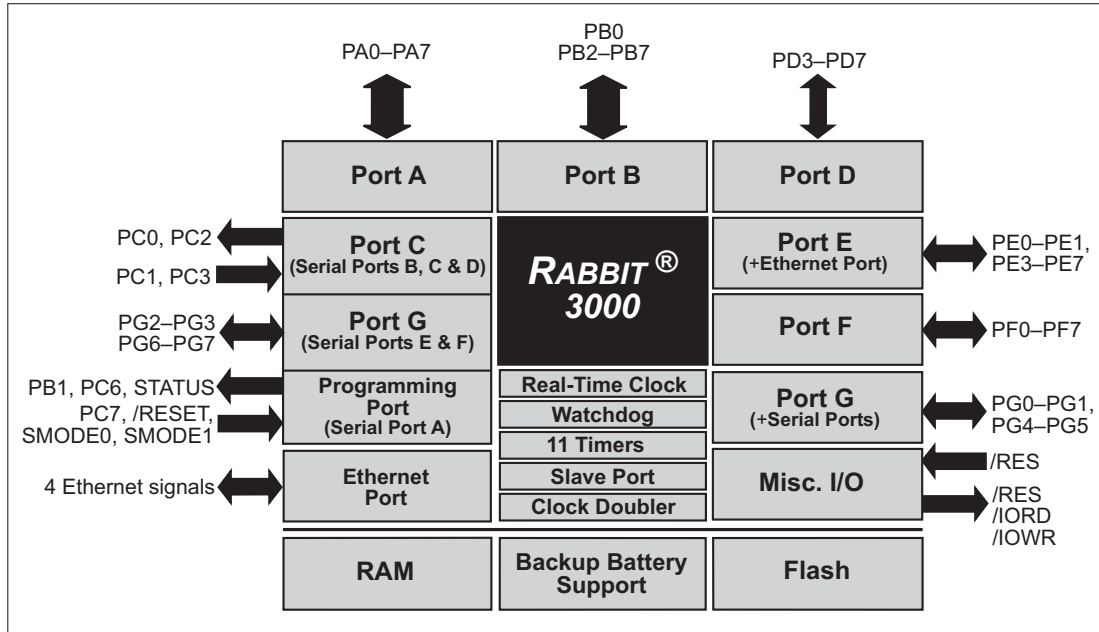 PA0–PA7
PB0
PB2–PB7
PD3–PD7
Port A
Port B
Port D
PC0, PC2
PC1, PC3
Port C
(Serial Ports B, C & D)
RABBIT ®
3000
Port E
(+Ethernet Port)
PE0–PE1,
PE3–PE7
PG2–PG3
PG6–PG7
Port G
(Serial Ports E & F)
Port F
PF0–PF7
PB1, PC6, STATUS
PC7, /RESET,
SMODE0, SMODE1
Programming
Port
(Serial Port A)
Real-Time Clock
Watchdog
11 Timers
Slave Port
Clock Doubler
Port G
(+Serial Ports)
PG0–PG1,
PG4–PG5
4 Ethernet signals
Ethernet
Port
Misc. I/O
/RES
/RES
/IORD
/IOWR
RAM
Backup Battery
Support
Flash